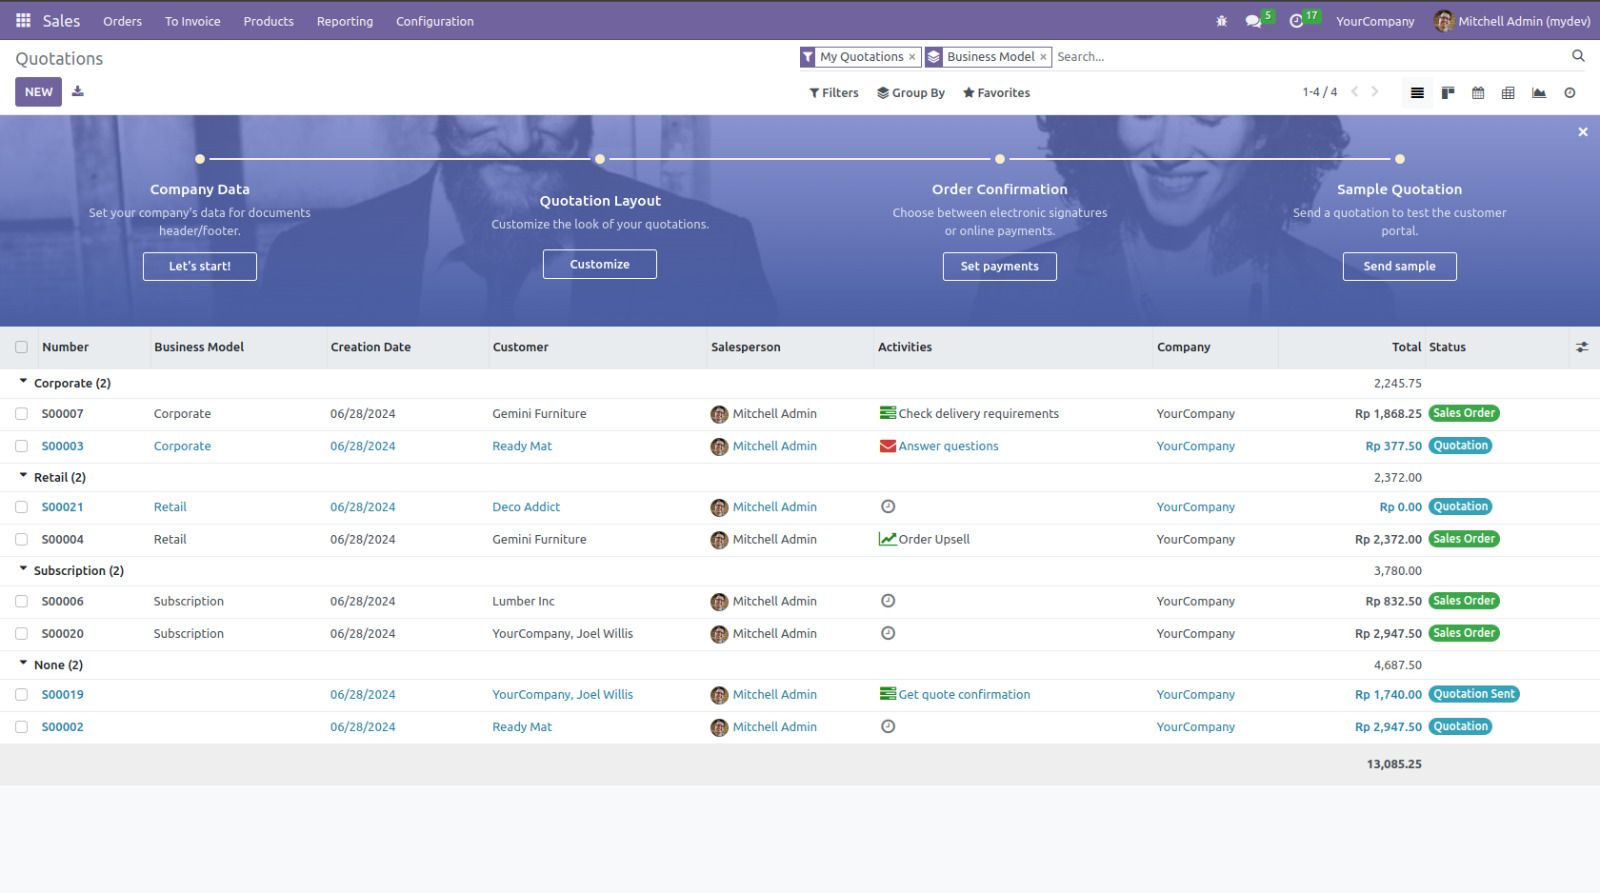 Sales Orders To Invoice Products Reporting Configuration 5 17 YourCompany Mitchell Admin (mydev)
Quotations My Quotations × Business Model × Search...
NEW Filters Group By Favorites 1-4 / 4
Company Data
Set your company's data for documents
header/footer.
Let's start!
Quotation Layout
Customize the look of your quotations.
Customize
Order Confirmation
Choose between electronic signatures
or online payments.
Set payments
Sample Quotation
Send a quotation to test the customer
portal.
Send sample
Number Business Model Creation Date Customer Salesperson Activities Company Total Status
Corporate (2) 2,245.75
S00007 Corporate 06/28/2024 Gemini Furniture Mitchell Admin Check delivery requirements YourCompany Rp 1,868.25 Sales Order
S00003 Corporate 06/28/2024 Ready Mat Mitchell Admin Answer questions YourCompany Rp 377.50 Quotation
Retail (2) 2,372.00
S00021 Retail 06/28/2024 Deco Addict Mitchell Admin YourCompany Rp 0.00 Quotation
S00004 Retail 06/28/2024 Gemini Furniture Mitchell Admin Order Upsell YourCompany Rp 2,372.00 Sales Order
Subscription (2) 3,780.00
S00006 Subscription 06/28/2024 Lumber Inc Mitchell Admin YourCompany Rp 832.50 Sales Order
S00020 Subscription 06/28/2024 YourCompany, Joel Willis Mitchell Admin YourCompany Rp 2,947.50 Sales Order
None (2) 4,687.50
S00019 06/28/2024 YourCompany, Joel Willis Mitchell Admin Get quote confirmation YourCompany Rp 1,740.00 Quotation Sent
S00002 06/28/2024 Ready Mat Mitchell Admin YourCompany Rp 2,947.50 Quotation
13,085.25